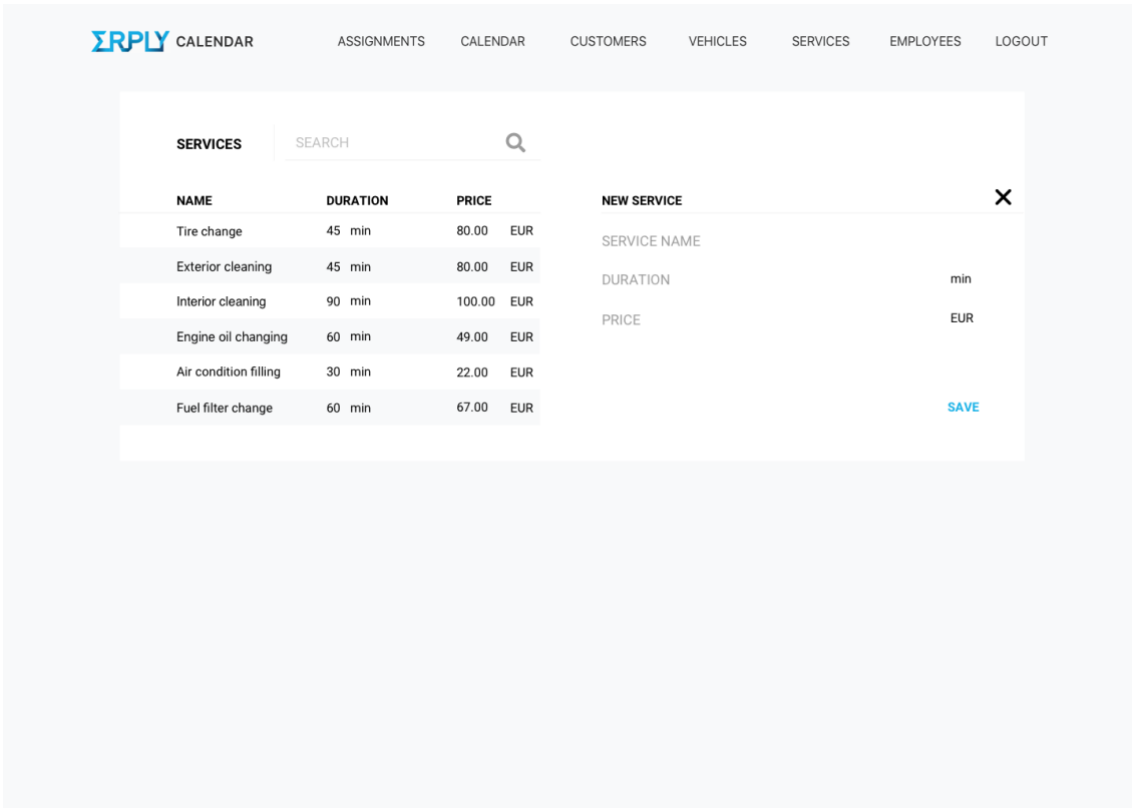 ΣRPLY CALENDAR ASSIGNMENTS CALENDAR CUSTOMERS VEHICLES SERVICES EMPLOYEES LOGOUT
SERVICES SEARCH
NAME DURATION PRICE
Tire change 45 min 80.00 EUR
Exterior cleaning 45 min 80.00 EUR
Interior cleaning 90 min 100.00 EUR
Engine oil changing 60 min 49.00 EUR
Air condition filling 30 min 22.00 EUR
Fuel filter change 60 min 67.00 EUR
NEW SERVICE
SERVICE NAME
DURATION min
PRICE EUR
SAVE